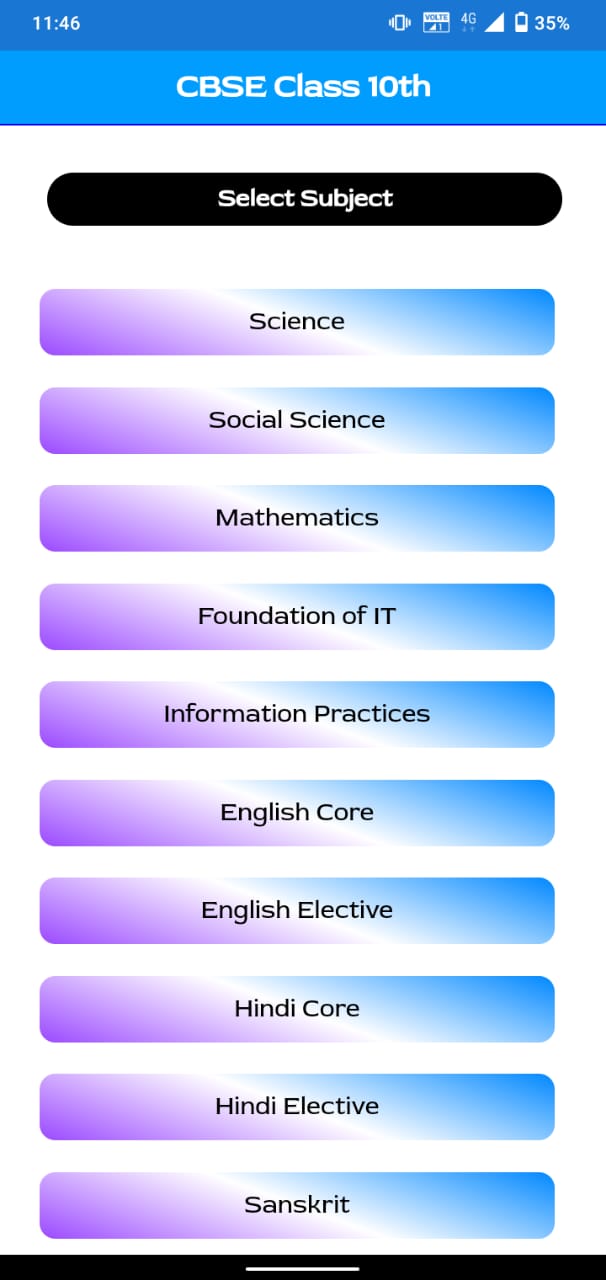 11:46
VOLTE
1
4G
35%
CBSE Class 10th
Select Subject
Science
Social Science
Mathematics
Foundation of IT
Information Practices
English Core
English Elective
Hindi Core
Hindi Elective
Sanskrit